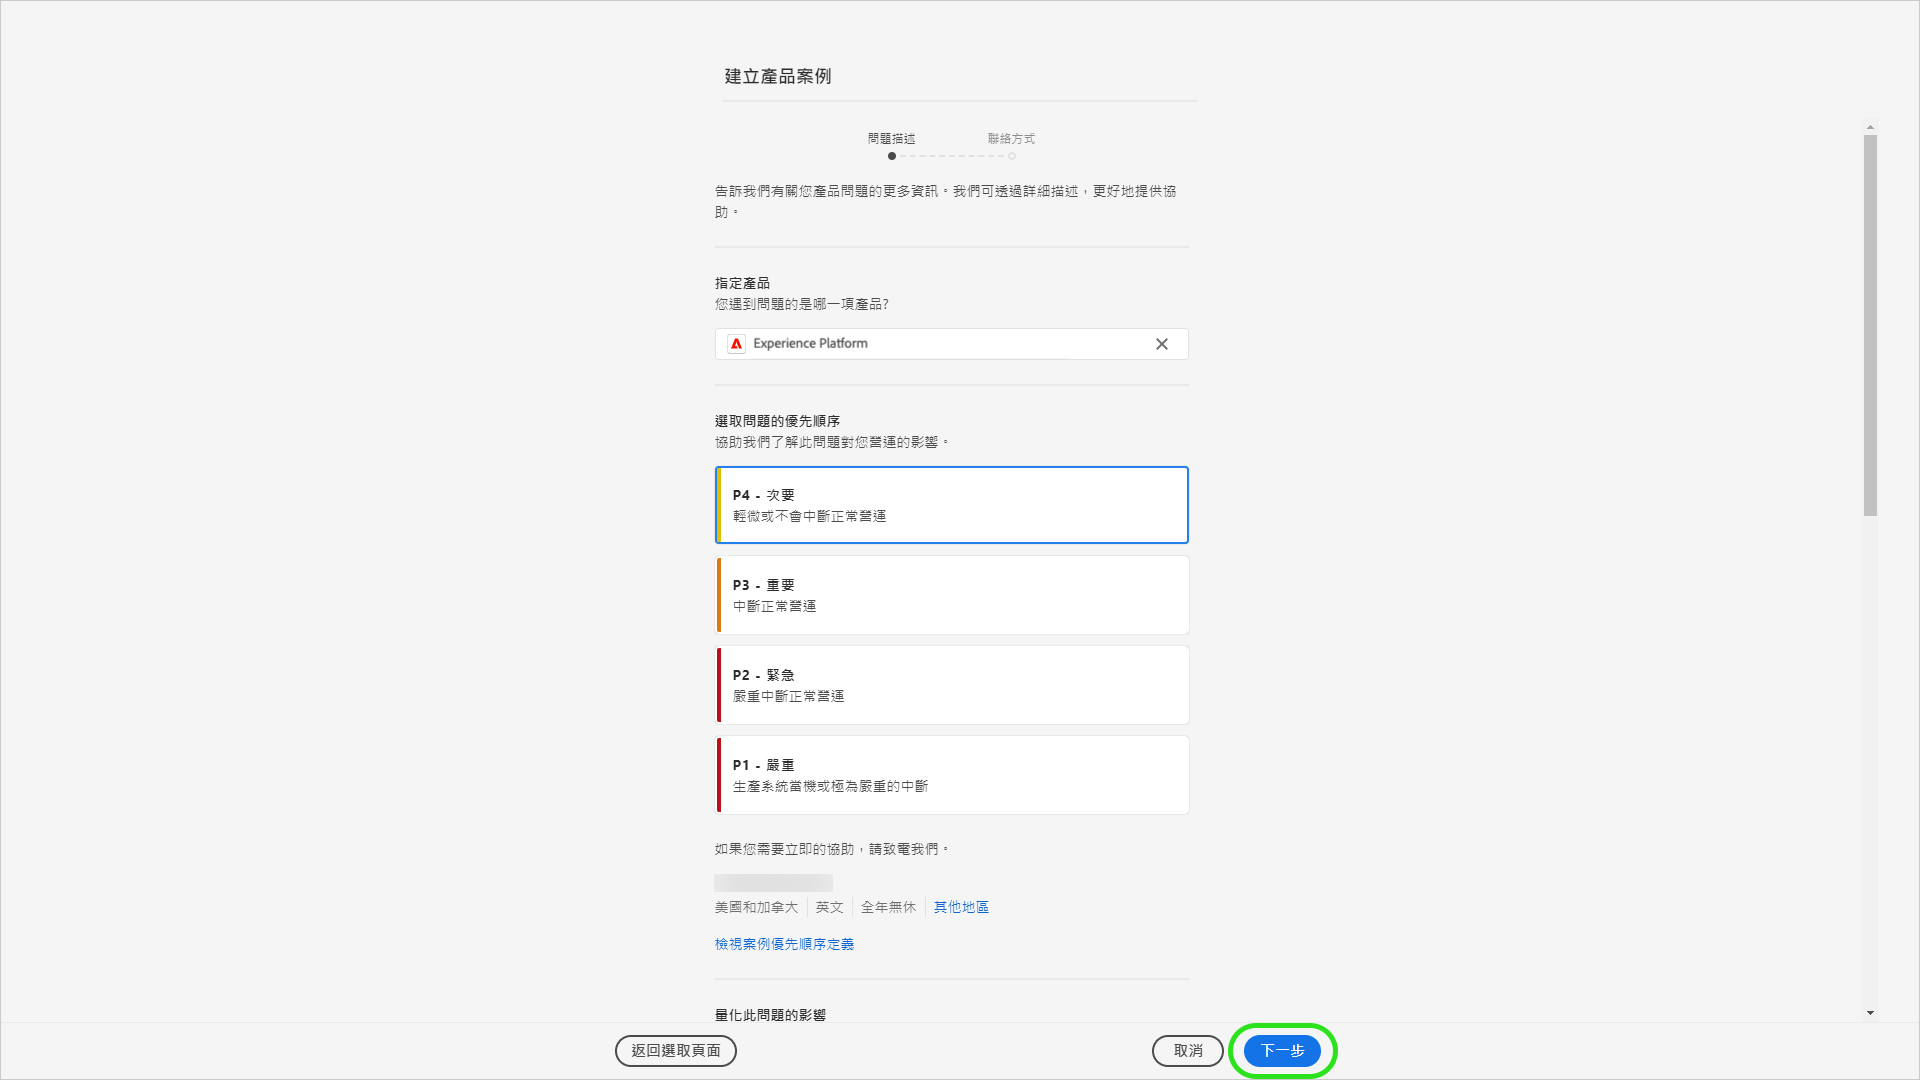 建立產品案例
問題描述
聯絡方式
告訴我們有關您產品問題的更多資訊。我們可透過詳細描述，更好地提供協
助。
指定產品
您遇到問題的是哪一項產品?
Experience Platform
選取問題的優先順序
協助我們了解此問題對您營運的影響。
P4 - 次要
輕微或不會中斷正常營運
P3 - 重要
中斷正常營運
P2 - 緊急
嚴重中斷正常營運
P1 - 嚴重
生產系統當機或極為嚴重的中斷
如果您需要立即的協助，請致電我們。
美國和加拿大 英文 全年無休 其他地區
檢視案例優先順序定義
量化此問題的影響
返回選取頁面
取消
下一步